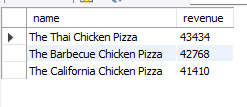 name revenue
The Thai Chicken Pizza 43434
The Barbecue Chicken Pizza 42768
The California Chicken Pizza 41410